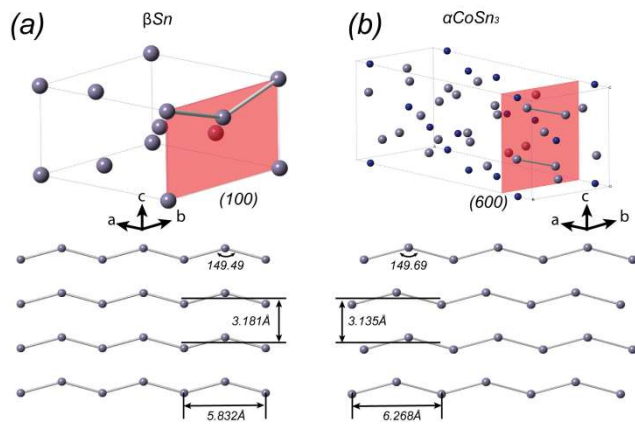 (a)
βSn
(100)
c
a
b
149.49
3.181Å
5.832Å
(b)
αCoSn₃
(600)
c
a
b
149.69
3.135Å
6.268Å